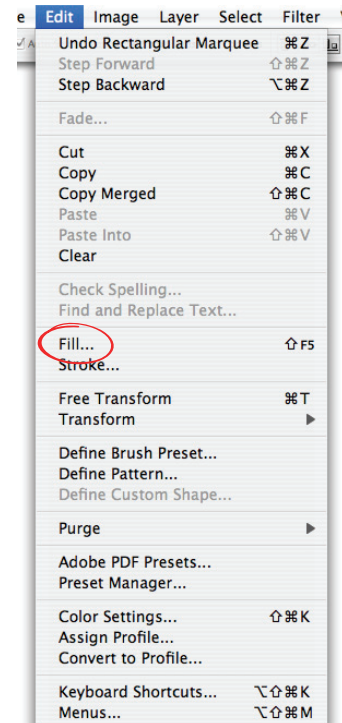 e Edit Image Layer Select Filter
Undo Rectangular Marquee ⌘Z
Step Forward ⇧⌘Z
Step Backward ⌥⌘Z
Fade... ⇧⌘F
Cut ⌘X
Copy ⌘C
Copy Merged ⇧⌘C
Paste ⌘V
Paste Into ⇧⌘V
Clear
Check Spelling...
Find and Replace Text...
Fill... ⇧F5
Stroke...
Free Transform ⌘T
Transform ▶
Define Brush Preset...
Define Pattern...
Define Custom Shape...
Purge ▶
Adobe PDF Presets...
Preset Manager...
Color Settings... ⇧⌘K
Assign Profile...
Convert to Profile...
Keyboard Shortcuts... ⌥⇧⌘K
Menus... ⌥⇧⌘M